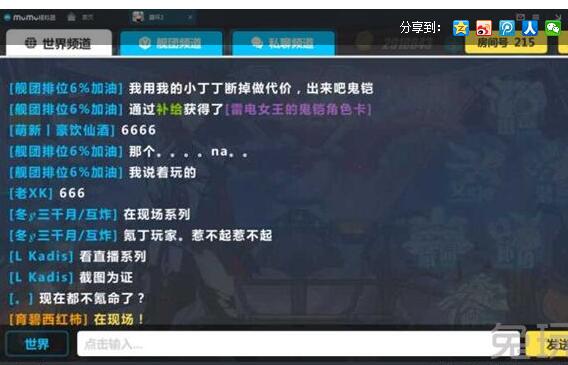 MuMu模拟器 首页 崩坏3
分享到：
世界频道 舰团频道 私聊频道 房间号 215
[舰团排位6%加油] 我用我的小丁丁断掉做代价，出来吧鬼铠
[舰团排位6%加油] 通过补给获得了[雷电女王的鬼铠角色卡]
[萌新丨豪饮仙酒] 6666
[舰团排位6%加油] 那个。。。。na。。
[舰团排位6%加油] 我说着玩的
[老XK] 666
[冬ℊ三千月/互炸] 在现场系列
[冬ℊ三千月/互炸] 氪丁玩家。惹不起惹不起
[L Kadis] 看直播系列
[L Kadis] 截图为证
[。] 现在都不氪命了？
[育碧西红柿] 在现场！
世界 点击输入... 发送
兔玩